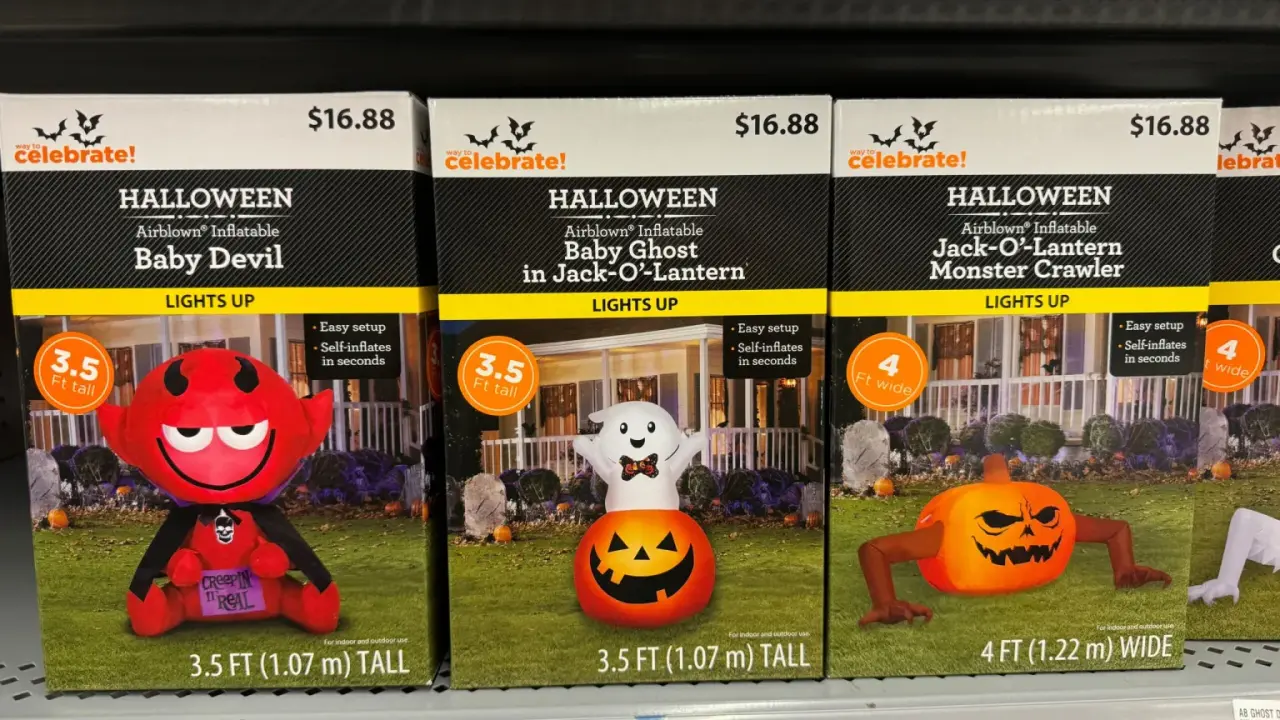 way to
celebrate!
$16.88
HALLOWEEN
Airblown® Inflatable
Baby Devil
LIGHTS UP
· Easy setup
· Self-inflates
in seconds
3.5
Ft tall
CREEPIN'
IT REAL
For indoor and outdoor use.
3.5 FT (1.07 m) TALL
way to
celebrate!
$16.88
HALLOWEEN
Airblown® Inflatable
Baby Ghost
in Jack-O'-Lantern
LIGHTS UP
· Easy setup
· Self-inflates
in seconds
3.5
Ft tall
For indoor and outdoor use.
3.5 FT (1.07 m) TALL
way to
celebrate!
$16.88
HALLOWEEN
Airblown® Inflatable
Jack-O'-Lantern
Monster Crawler
LIGHTS UP
· Easy setup
· Self-inflates
in seconds
4
Ft wide
For indoor and outdoor use.
4 FT (1.22 m) WIDE
lebrat
4
t wide
AB GHOST